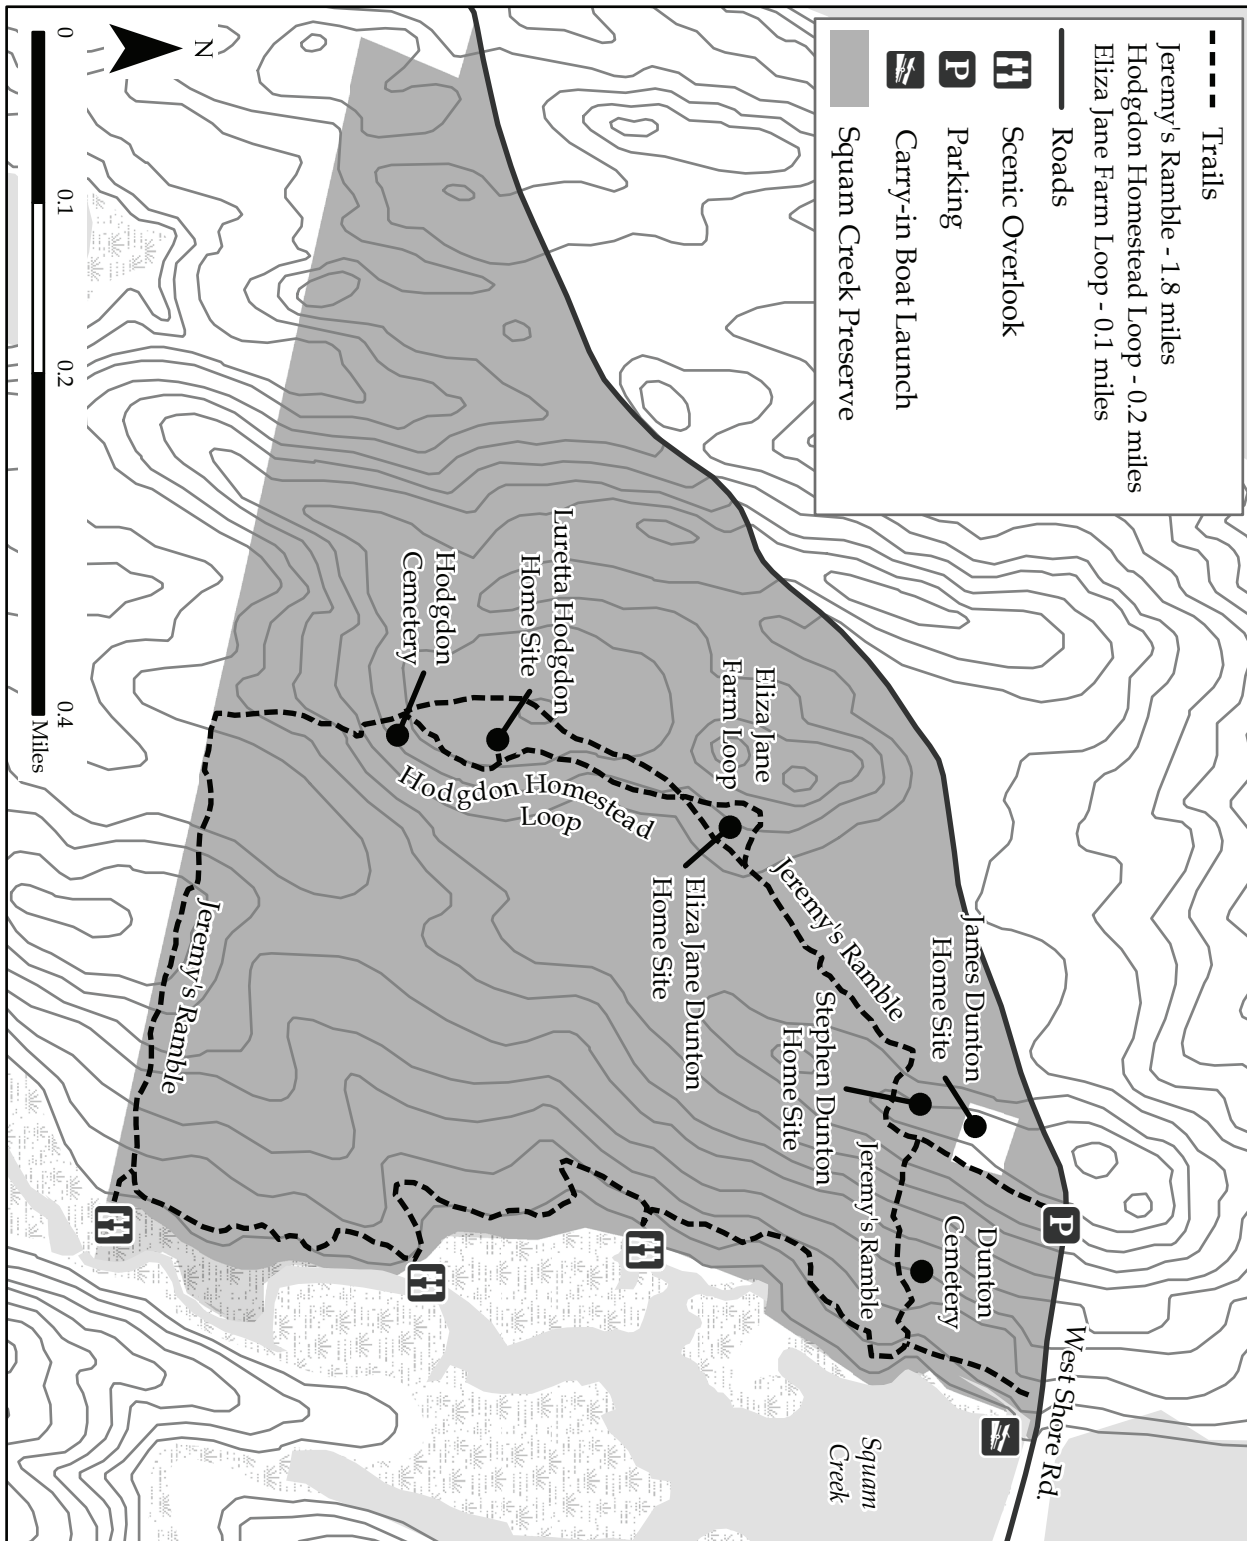 Trails
Jeremy's Ramble - 1.8 miles
Hodgdon Homestead Loop - 0.2 miles
Eliza Jane Farm Loop - 0.1 miles
Roads
Scenic Overlook
P
Parking
Carry-in Boat Launch
Squam Creek Preserve
West Shore Rd.
P
James Dunton
Home Site
Dunton
Cemetery
Jeremy's Ramble
Stephen Dunton
Home Site
Jeremy's Ramble
Squam
Creek
Eliza Jane
Farm Loop
Eliza Jane Dunton
Home Site
Luretta Hodgdon
Home Site
Hodgdon Homestead
Loop
Hodgdon
Cemetery
Jeremy's Ramble
N
0
0.1
0.2
0.4
Miles